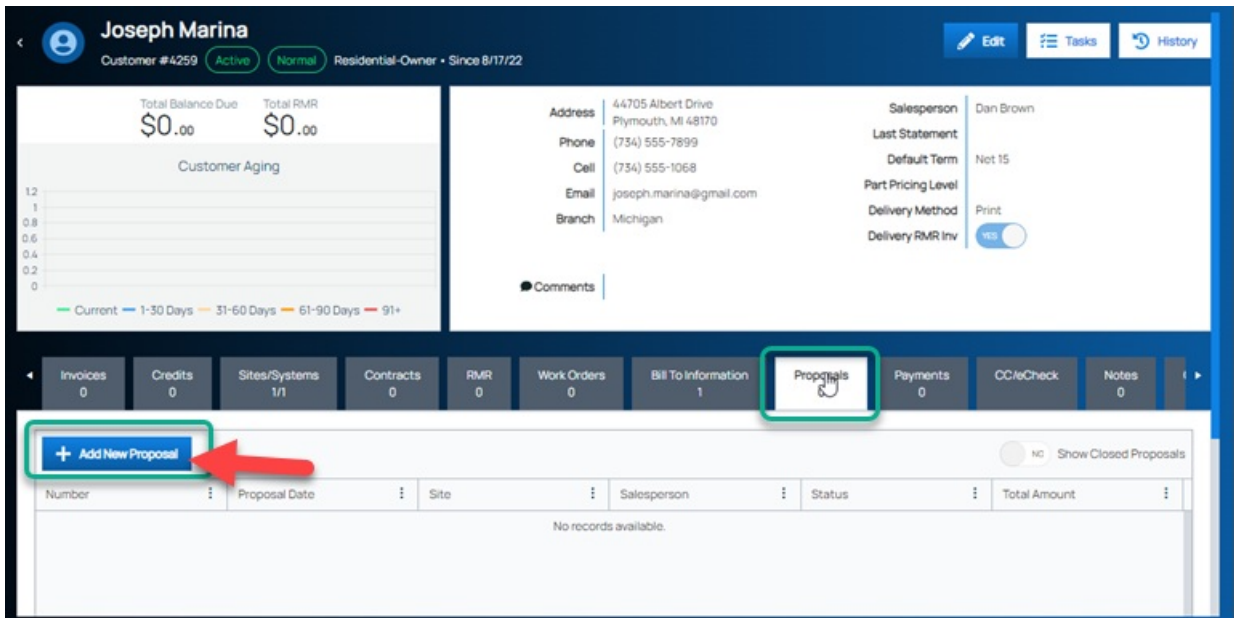 Joseph Marina
Customer #4259 Active Normal Residential-Owner • Since 8/17/22
Edit
Tasks
History
Total Balance Due Total RMR
$0.00 $0.00
Customer Aging
1.2
1
0.8
0.6
0.4
0.2
0
Current 1-30 Days 31-60 Days 61-90 Days 91+
Address 44705 Albert Drive
Plymouth, MI 48170
Phone (734) 555-7899
Cell (734) 555-1068
Email joseph.marina@gmail.com
Branch Michigan
Comments
Salesperson Dan Brown
Last Statement
Default Term Net 15
Part Pricing Level
Delivery Method Print
Delivery RMR Inv YES
Invoices
0
Credits
0
Sites/Systems
1/1
Contracts
0
RMR
0
Work Orders
0
Bill To Information
1
Proposals
Payments
0
CC/eCheck
Notes
0
+ Add New Proposal
NO Show Closed Proposals
Number Proposal Date Site Salesperson Status Total Amount
No records available.